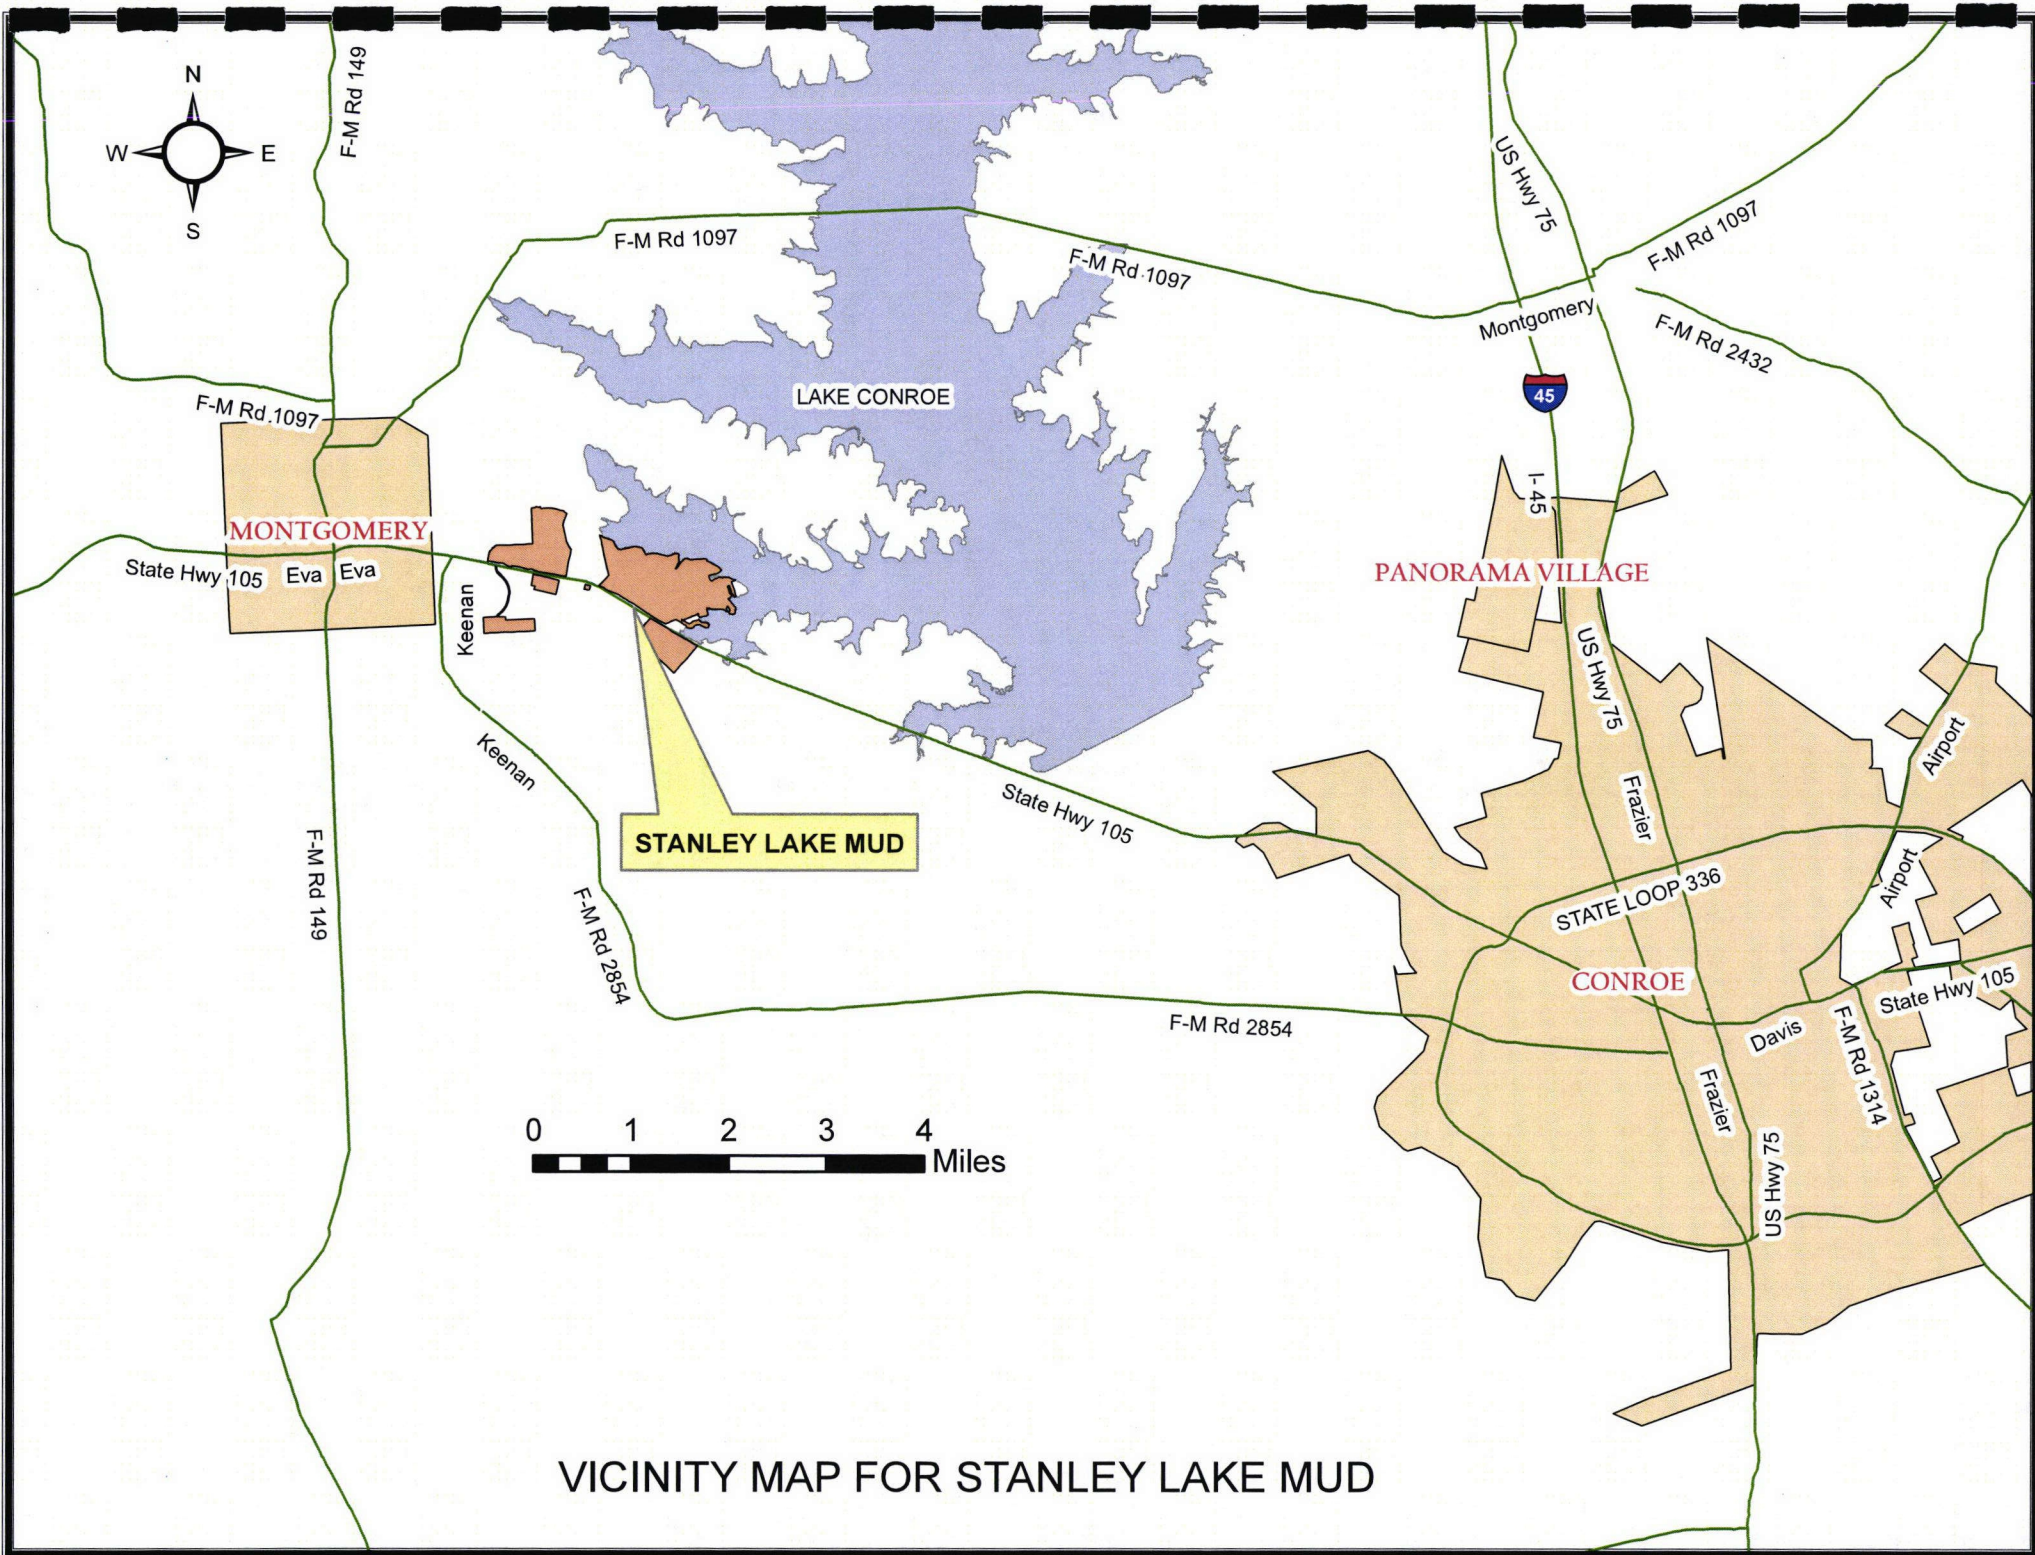 N
W E
S
F-M Rd 149
US Hwy 75
F-M Rd 1097
F-M Rd 1097
F-M Rd 1097
Montgomery
F-M Rd 2432
45
LAKE CONROE
F-M Rd 1097
I- 45
MONTGOMERY
State Hwy 105
Eva
Eva
Keenan
PANORAMA VILLAGE
US Hwy 75
Keenan
Airport
Frazier
State Hwy 105
STANLEY LAKE MUD
F-M Rd 149
Airport
STATE LOOP 336
F-M Rd 2854
CONROE
State Hwy 105
F-M Rd 2854
Davis
F-M Rd 1314
Frazier
US Hwy 75
0 1 2 3 4
Miles
VICINITY MAP FOR STANLEY LAKE MUD